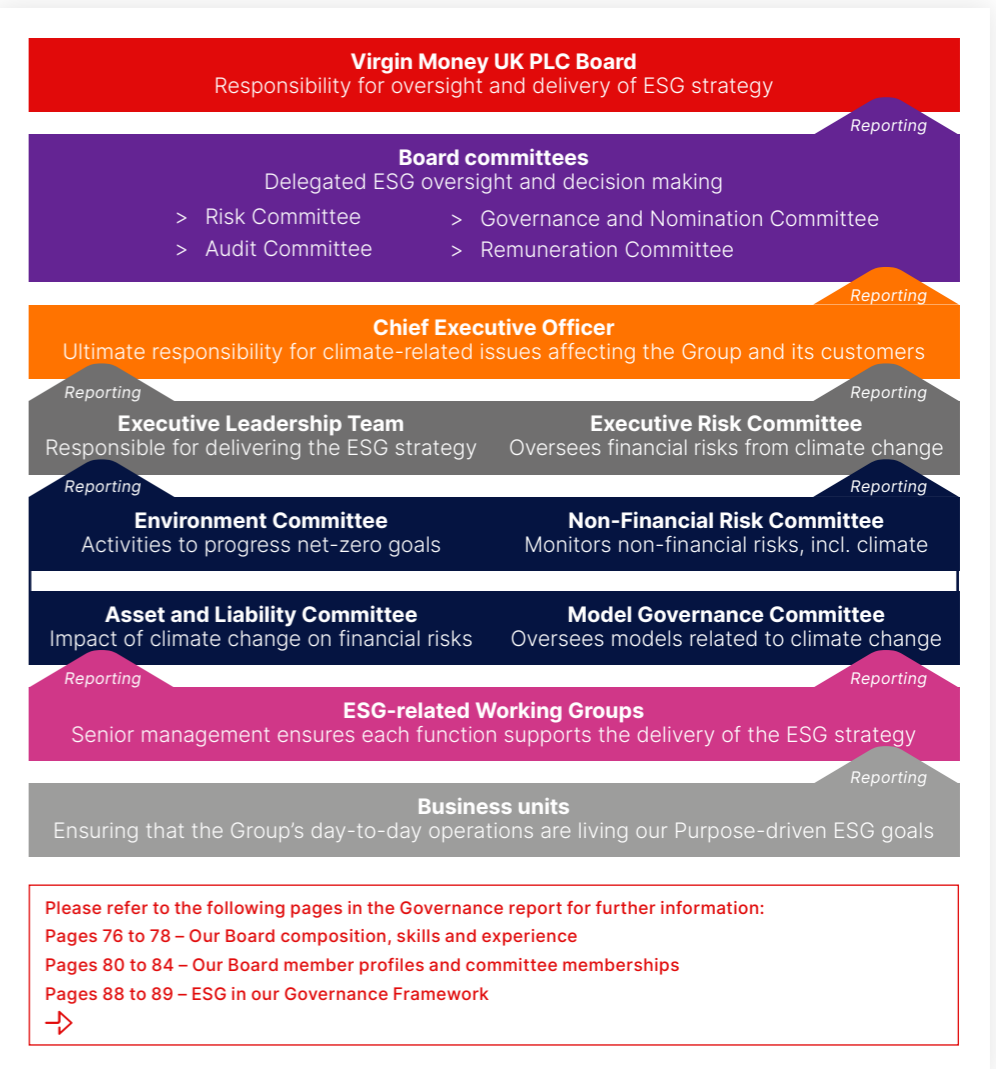 Virgin Money UK PLC Board
Responsibility for oversight and delivery of ESG strategy
Reporting
Board committees
Delegated ESG oversight and decision making
> Risk Committee
> Governance and Nomination Committee
> Audit Committee
> Remuneration Committee
Reporting
Chief Executive Officer
Ultimate responsibility for climate-related issues affecting the Group and its customers
Reporting
Reporting
Executive Leadership Team
Responsible for delivering the ESG strategy
Executive Risk Committee
Oversees financial risks from climate change
Reporting
Reporting
Environment Committee
Activities to progress net-zero goals
Non-Financial Risk Committee
Monitors non-financial risks, incl. climate
Asset and Liability Committee
Impact of climate change on financial risks
Model Governance Committee
Oversees models related to climate change
Reporting
Reporting
ESG-related Working Groups
Senior management ensures each function supports the delivery of the ESG strategy
Reporting
Business units
Ensuring that the Group’s day-to-day operations are living our Purpose-driven ESG goals
Please refer to the following pages in the Governance report for further information:
Pages 76 to 78 – Our Board composition, skills and experience
Pages 80 to 84 – Our Board member profiles and committee memberships
Pages 88 to 89 – ESG in our Governance Framework